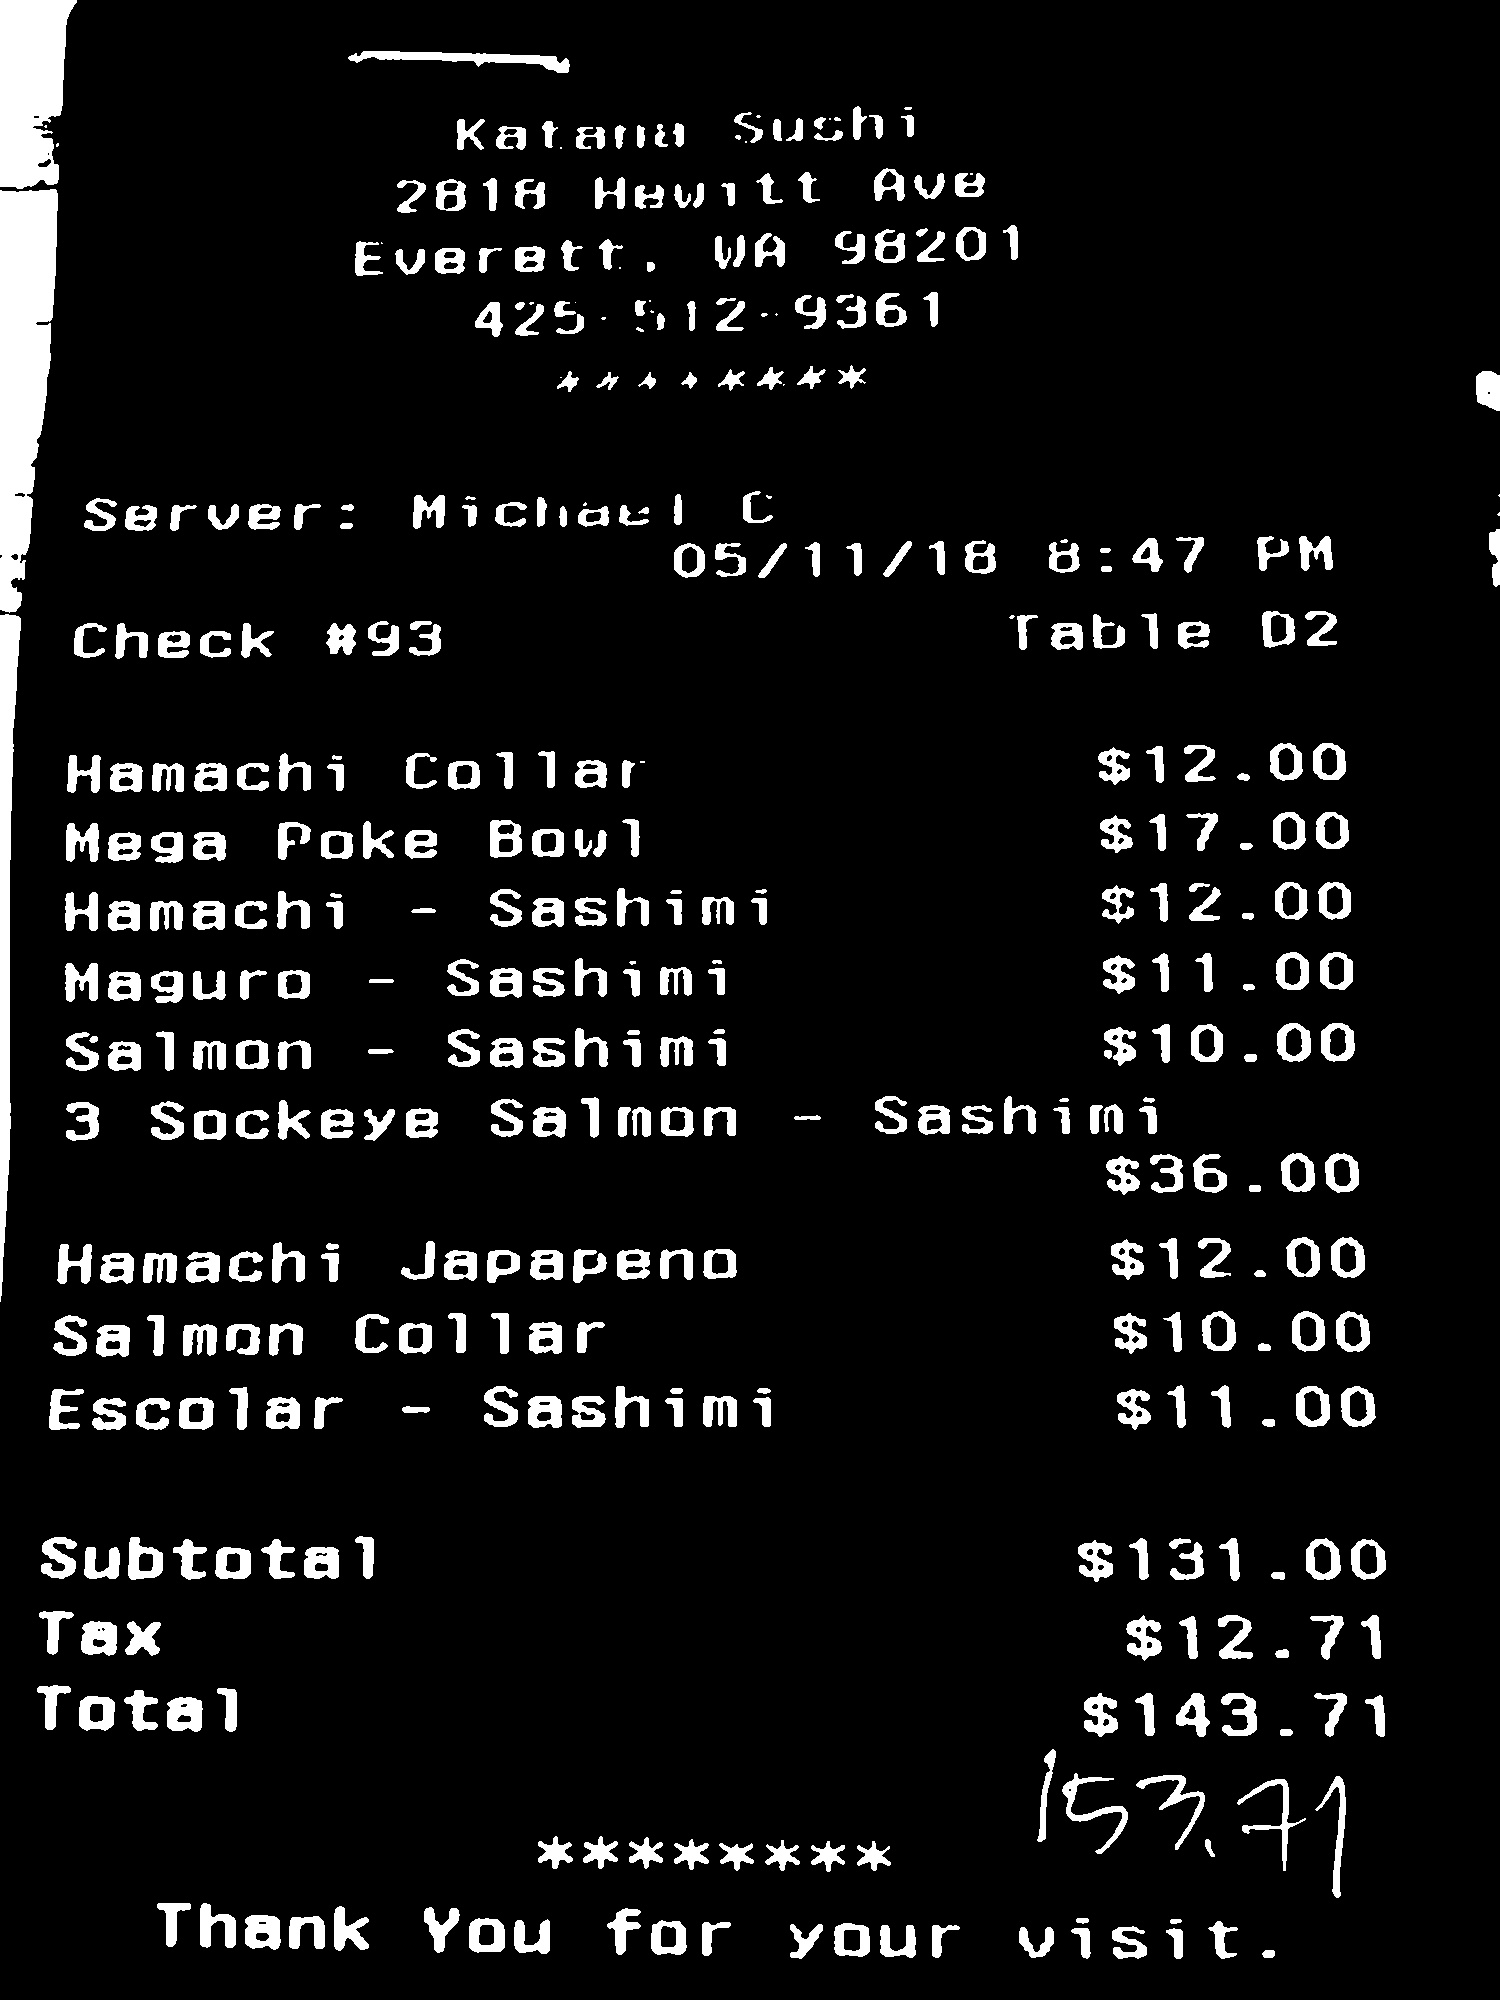 Katana Sushi
2818 Hewitt Ave
Everett, WA 98201
425-512-9361
********
Server: Michael C
05/11/18 8:47 PM
Check #93 Table D2
Hamachi Collar $12.00
Mega Poke Bowl $17.00
Hamachi - Sashimi $12.00
Maguro - Sashimi $11.00
Salmon - Sashimi $10.00
3 Sockeye Salmon - Sashimi
$36.00
Hamachi Japapeno $12.00
Salmon Collar $10.00
Escolar - Sashimi $11.00
Subtotal $131.00
Tax $12.71
Total $143.71
153.71
********
Thank You for your visit.